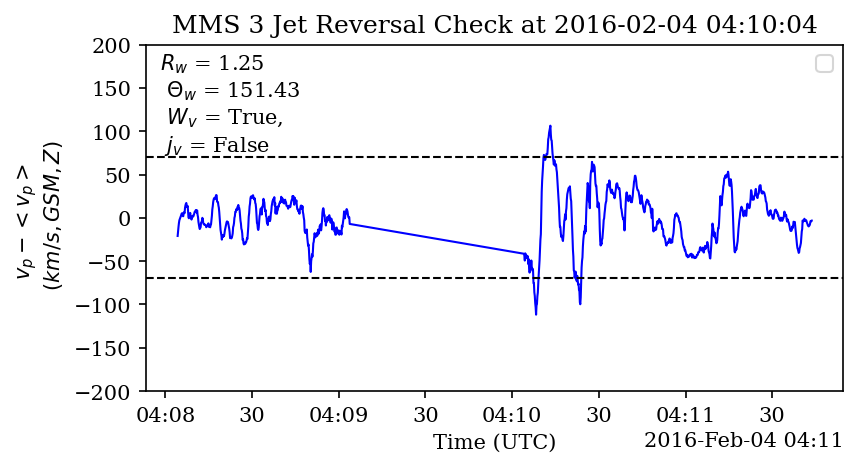 MMS 3 Jet Reversal Check at 2016-02-04 04:10:04
R_w = 1.25
Θ_w = 151.43
W_v = True,
j_v = False
v_p − < v_p >
(km/s, GSM, Z)
200
150
100
50
0
−50
−100
−150
−200
04:08 30 04:09 30 04:10 30 04:11 30
Time (UTC)
2016-Feb-04 04:11